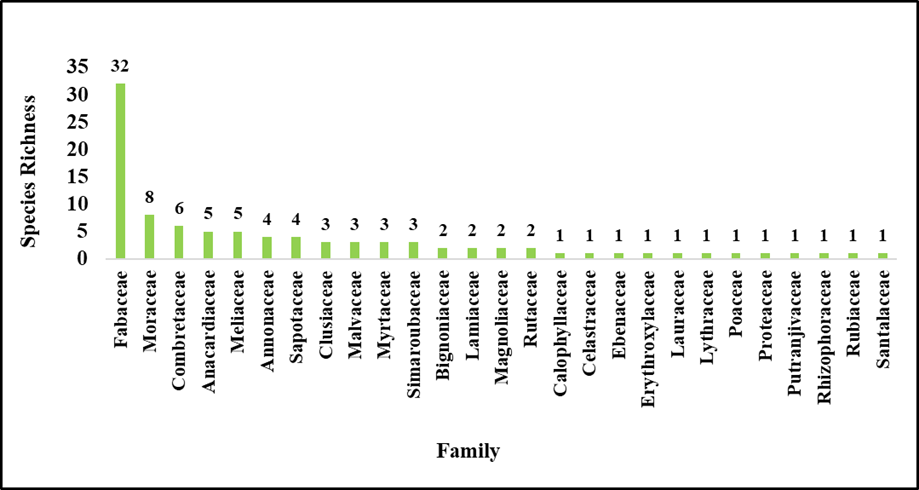 Species Richness
35
30
25
20
15
10
5
0
32
8
6
5
5
4
4
3
3
3
3
2
2
2
2
1
1
1
1
1
1
1
1
1
1
1
1
Fabaceae
Moraceae
Combretaceae
Anacardiaceae
Meliaceae
Annonaceae
Sapotaceae
Clusiaceae
Malvaceae
Myrtaceae
Simaroubaceae
Bignoniaceae
Lamiaceae
Magnoliaceae
Rutaceae
Calophyllaceae
Celastraceae
Ebenaceae
Erythroxylaceae
Lauraceae
Lythraceae
Poaceae
Proteaceae
Putranjivaceae
Rhizophoraceae
Rubiaceae
Santalaceae
Family